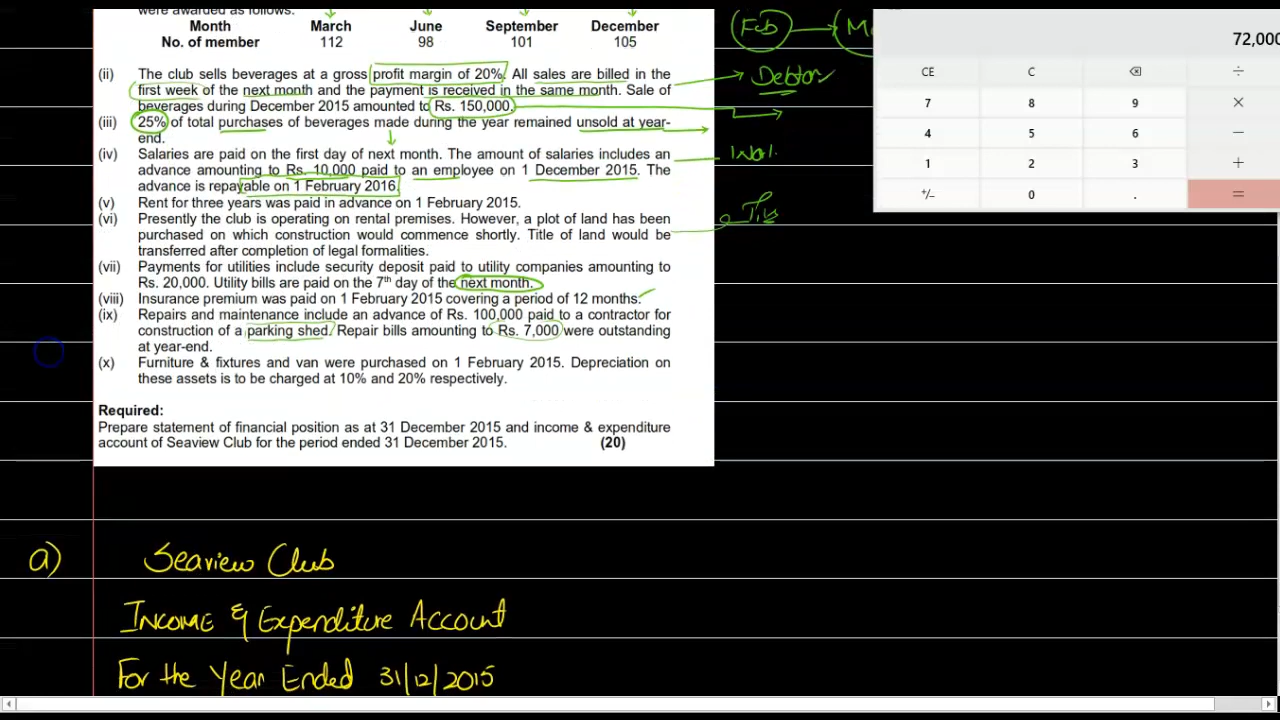 were awarded as follows.
Month March June September December
No. of member 112 98 101 105
(ii) The club sells beverages at a gross profit margin of 20%. All sales are billed in the
first week of the next month and the payment is received in the same month. Sale of
beverages during December 2015 amounted to Rs. 150,000.
(iii) 25% of total purchases of beverages made during the year remained unsold at year-
end.
(iv) Salaries are paid on the first day of next month. The amount of salaries includes an
advance amounting to Rs. 10,000 paid to an employee on 1 December 2015. The
advance is repayable on 1 February 2016.
(v) Rent for three years was paid in advance on 1 February 2015.
(vi) Presently the club is operating on rental premises. However, a plot of land has been
purchased on which construction would commence shortly. Title of land would be
transferred after completion of legal formalities.
(vii) Payments for utilities include security deposit paid to utility companies amounting to
Rs. 20,000. Utility bills are paid on the 7th day of the next month.
(viii) Insurance premium was paid on 1 February 2015 covering a period of 12 months.
(ix) Repairs and maintenance include an advance of Rs. 100,000 paid to a contractor for
construction of a parking shed. Repair bills amounting to Rs. 7,000 were outstanding
at year-end.
(x) Furniture & fixtures and van were purchased on 1 February 2015. Depreciation on
these assets is to be charged at 10% and 20% respectively.
Required:
Prepare statement of financial position as at 31 December 2015 and income & expenditure
account of Seaview Club for the period ended 31 December 2015. (20)
Feb
Debtor
72,000
CE C ⌫ ÷
7 8 9 ×
4 5 6 −
1 2 3 +
+/− 0 . =
a) Seaview Club
Income & Expenditure Account
For the Year Ended 31/12/2015